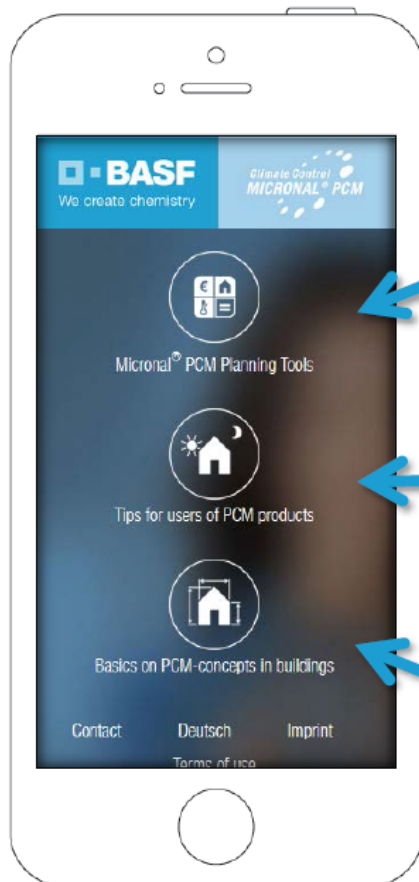 BASF
We create chemistry
Climate Control
MICRONAL® PCM
Micronal® PCM Planning Tools
Tips for users of PCM products
Basics on PCM-concepts in buildings
Contact Deutsch Imprint
Terms of use